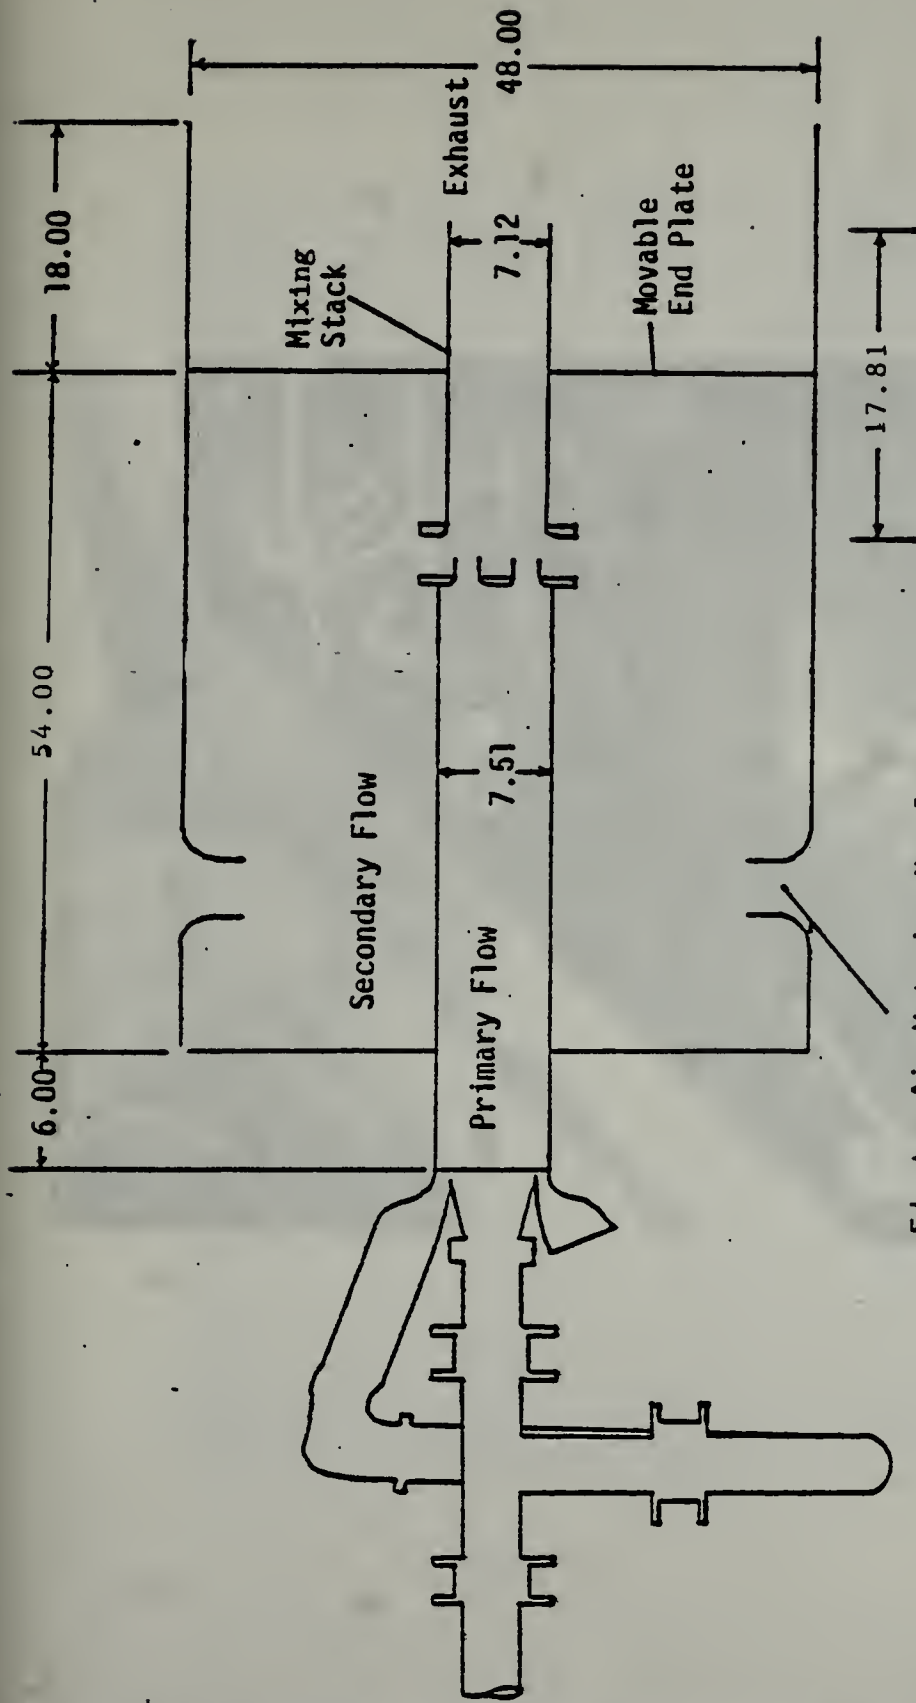 6.00
54.00
18.00
48.00
Secondary Flow
Mixing
Stack
Exhaust
7.51
7.12
Primary Flow
Movable
End Plate
17.81